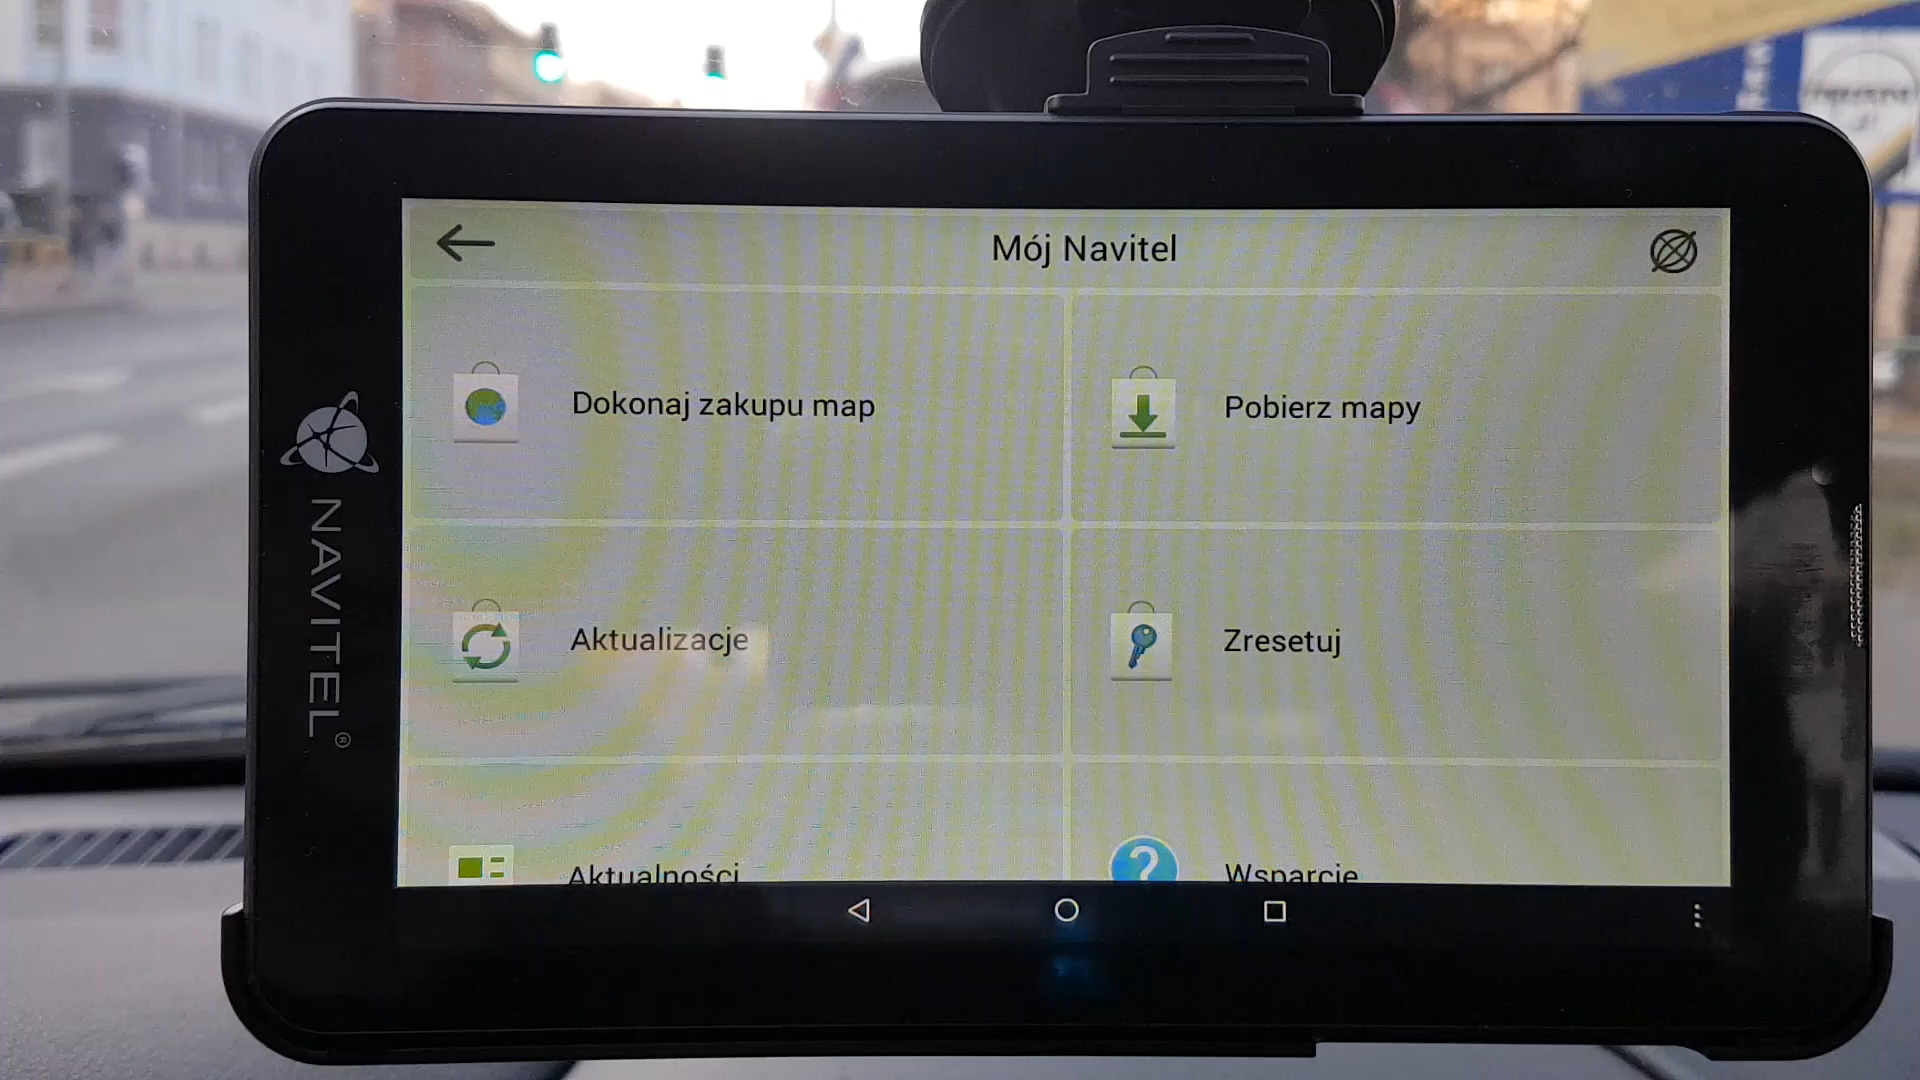 Mój Navitel
Dokonaj zakupu map
Pobierz mapy
Aktualizacje
Zresetuj
Aktualności
Wsparcie
NAVITEL®